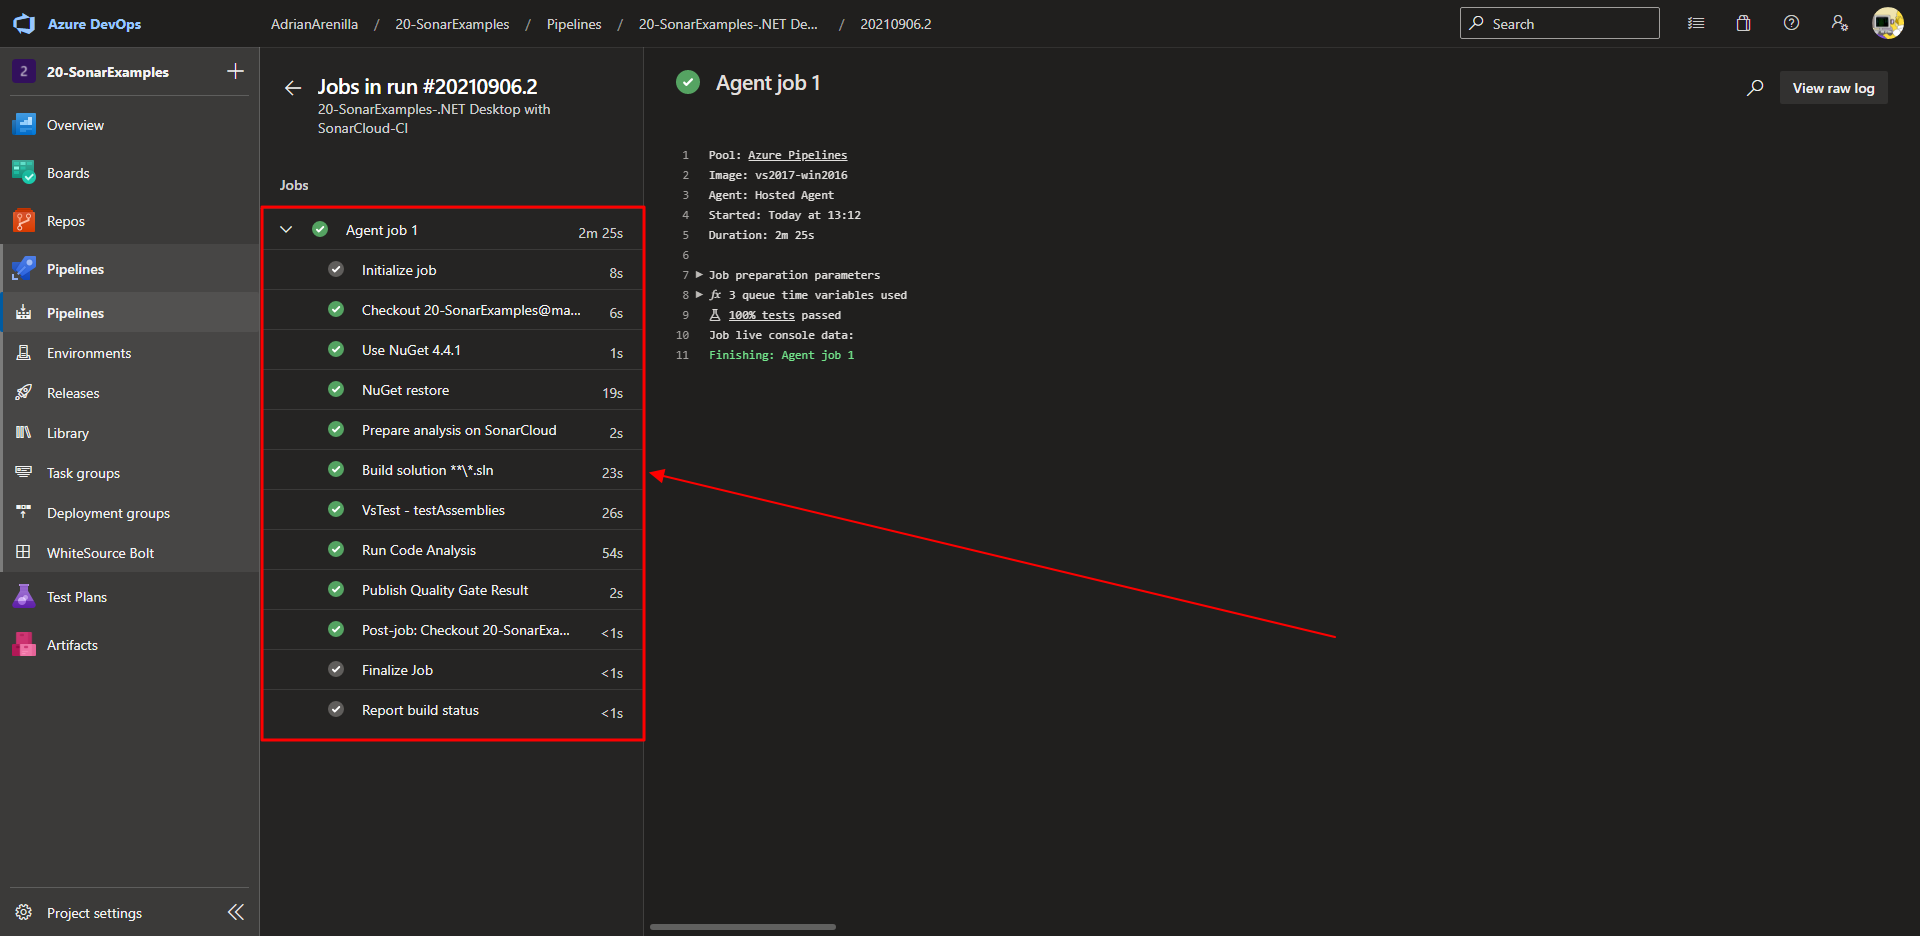 Azure DevOps
AdrianArenilla / 20-SonarExamples / Pipelines / 20-SonarExamples-.NET De... / 20210906.2
Search
2 20-SonarExamples
Overview
Boards
Repos
Pipelines
Pipelines
Environments
Releases
Library
Task groups
Deployment groups
WhiteSource Bolt
Test Plans
Artifacts
Project settings
Jobs in run #20210906.2
20-SonarExamples-.NET Desktop with
SonarCloud-CI
Jobs
Agent job 1 2m 25s
Initialize job 8s
Checkout 20-SonarExamples@ma... 6s
Use NuGet 4.4.1 1s
NuGet restore 19s
Prepare analysis on SonarCloud 2s
Build solution **\*.sln 23s
VsTest - testAssemblies 26s
Run Code Analysis 54s
Publish Quality Gate Result 2s
Post-job: Checkout 20-SonarExa... <1s
Finalize Job <1s
Report build status <1s
Agent job 1
View raw log
1 Pool: Azure Pipelines
2 Image: vs2017-win2016
3 Agent: Hosted Agent
4 Started: Today at 13:12
5 Duration: 2m 25s
6
7 Job preparation parameters
8 fx 3 queue time variables used
9 100% tests passed
10 Job live console data:
11 Finishing: Agent job 1